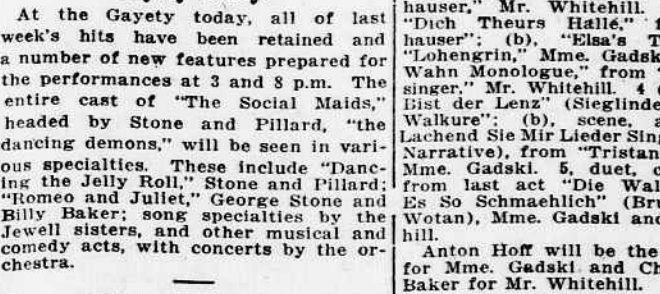 At the Gayety today, all of last
week's hits have been retained and
a number of new features prepared for
the performances at 3 and 8 p.m. The
entire cast of "The Social Maids,"
headed by Stone and Pillard, "the
dancing demons," will be seen in vari-
ous specialties. These include "Danc-
ing the Jelly Roll," Stone and Pillard;
"Romeo and Juliet," George Stone and
Billy Baker; song specialties by the
Jewell sisters, and other musical and
comedy acts, with concerts by the or-
chestra.
hauser," Mr. Whitehill.
"Dich Theurs Hallé,"
hauser"; (b), "Elsa's T
"Lohengrin," Mme. Gadsk
Wahn Monologue," from
singer," Mr. Whitehill. 4
Bist der Lenz" (Sieglinde
Walkure"; (b), scene,
Lachend Sie Mir Lieder Sin
Narrative), from "Tristan
Mme. Gadski. 5, duet,
from last act "Die Wal
Es So Schmaehlich" (Br
Wotan), Mme. Gadski and
hill.
Anton Hoff will be the
for Mme. Gadski and Ch
Baker for Mr. Whitehill.